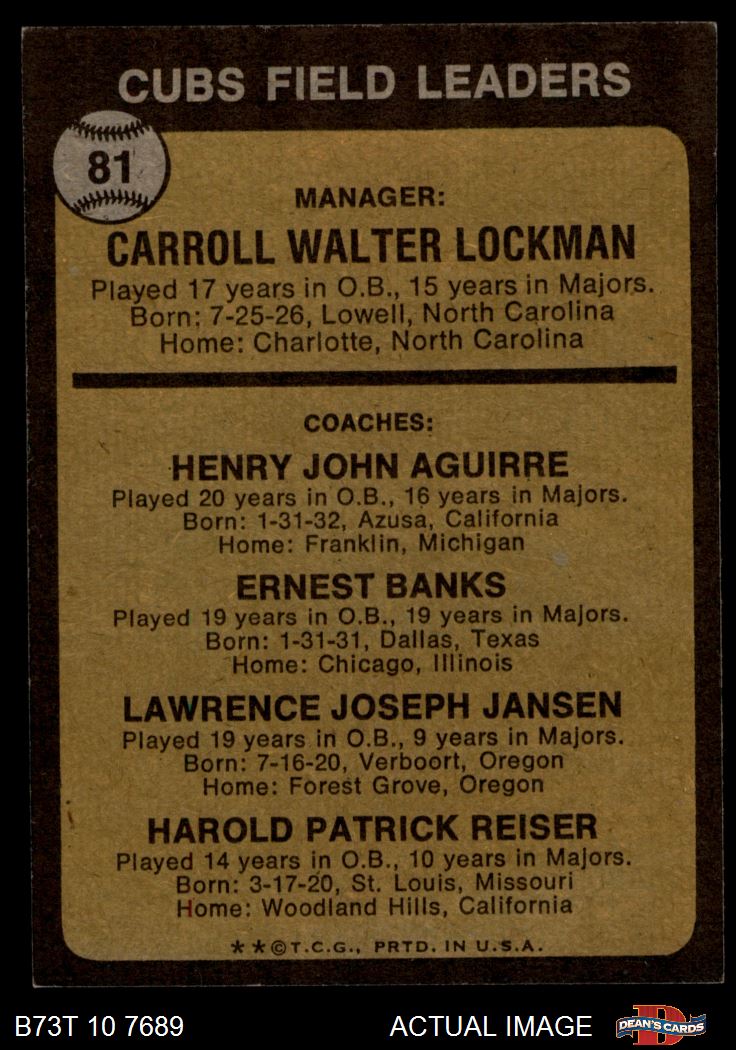 CUBS FIELD LEADERS
81
MANAGER:
CARROLL WALTER LOCKMAN
Played 17 years in O.B., 15 years in Majors.
Born: 7-25-26, Lowell, North Carolina
Home: Charlotte, North Carolina
COACHES:
HENRY JOHN AGUIRRE
Played 20 years in O.B., 16 years in Majors.
Born: 1-31-32, Azusa, California
Home: Franklin, Michigan
ERNEST BANKS
Played 19 years in O.B., 19 years in Majors.
Born: 1-31-31, Dallas, Texas
Home: Chicago, Illinois
LAWRENCE JOSEPH JANSEN
Played 19 years in O.B., 9 years in Majors.
Born: 7-16-20, Verboort, Oregon
Home: Forest Grove, Oregon
HAROLD PATRICK REISER
Played 14 years in O.B., 10 years in Majors.
Born: 3-17-20, St. Louis, Missouri
Home: Woodland Hills, California
**©T.C.G., PRTD. IN U.S.A.
B73T 10 7689
ACTUAL IMAGE
D
DEAN'S CARDS